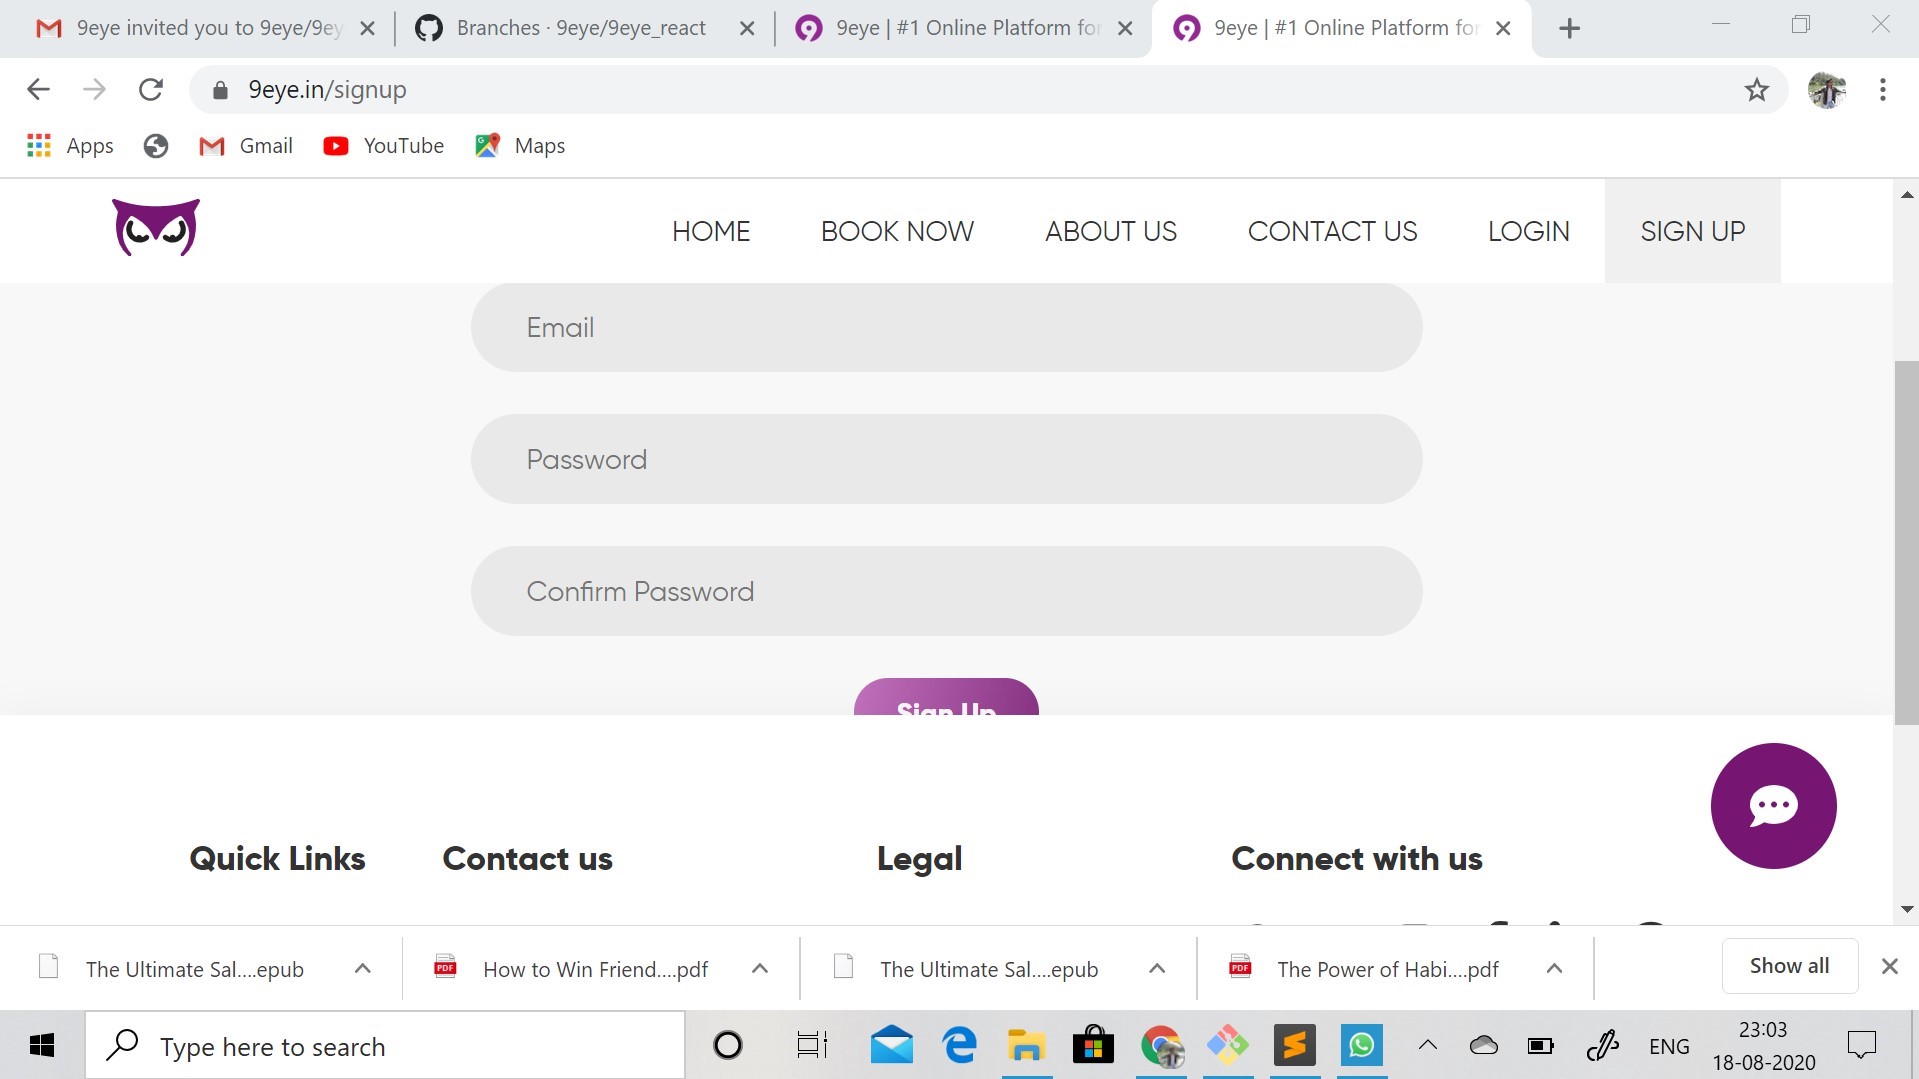 9eye invited you to 9eye/9ey
Branches · 9eye/9eye_react
9eye | #1 Online Platform for
9eye | #1 Online Platform for
9eye.in/signup
Apps
Gmail
YouTube
Maps
HOME
BOOK NOW
ABOUT US
CONTACT US
LOGIN
SIGN UP
Email
Password
Confirm Password
Sign Up
Quick Links
Contact us
Legal
Connect with us
The Ultimate Sal....epub
How to Win Friend....pdf
The Ultimate Sal....epub
The Power of Habi....pdf
Show all
Type here to search
ENG
23:03
18-08-2020